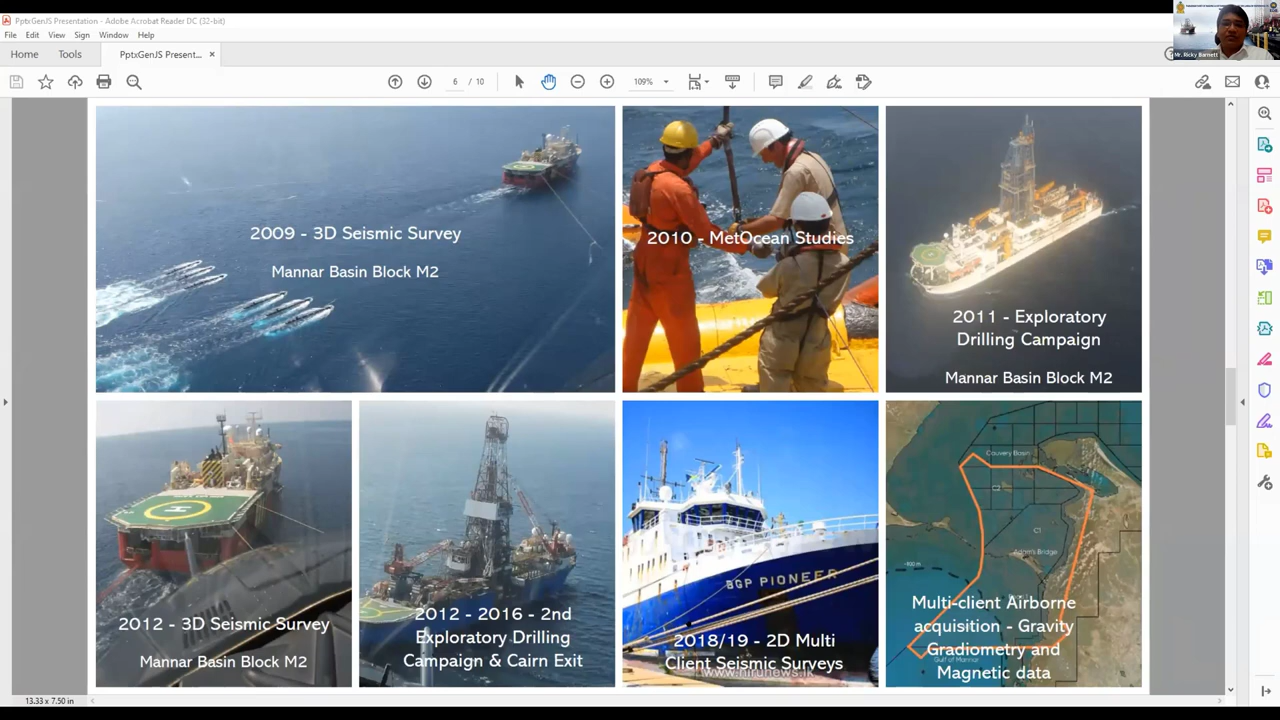 PptxGenJS Presentation - Adobe Acrobat Reader DC (32-bit)
File Edit View Sign Window Help
Home Tools PptxGenJS Present... ×
6 / 10 109%
Mr. Ricky Barnett
2009 - 3D Seismic Survey
Mannar Basin Block M2
2010 - MetOcean Studies
2011 - Exploratory
Drilling Campaign
Mannar Basin Block M2
2012 - 3D Seismic Survey
Mannar Basin Block M2
2012 - 2016 - 2nd
Exploratory Drilling
Campaign & Cairn Exit
BGP PIONEER
2018/19 - 2D Multi
Client Seismic Surveys
www.hirunews.lk
Cauvery Basin
C2
C1
Adam's Bridge
Multi-client Airborne
acquisition - Gravity
Gradiometry and
Magnetic data
Gulf of Mannar
13.33 x 7.50 in